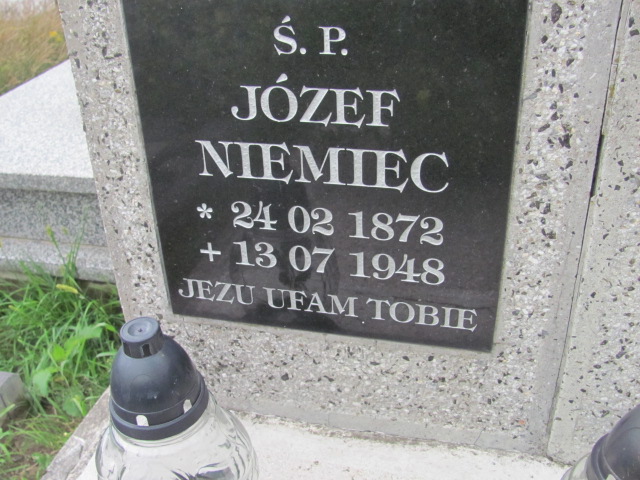 Ś. P.
JÓZEF
NIEMIEC
* 24 02 1872
+ 13 07 1948
JEZU UFAM TOBIE